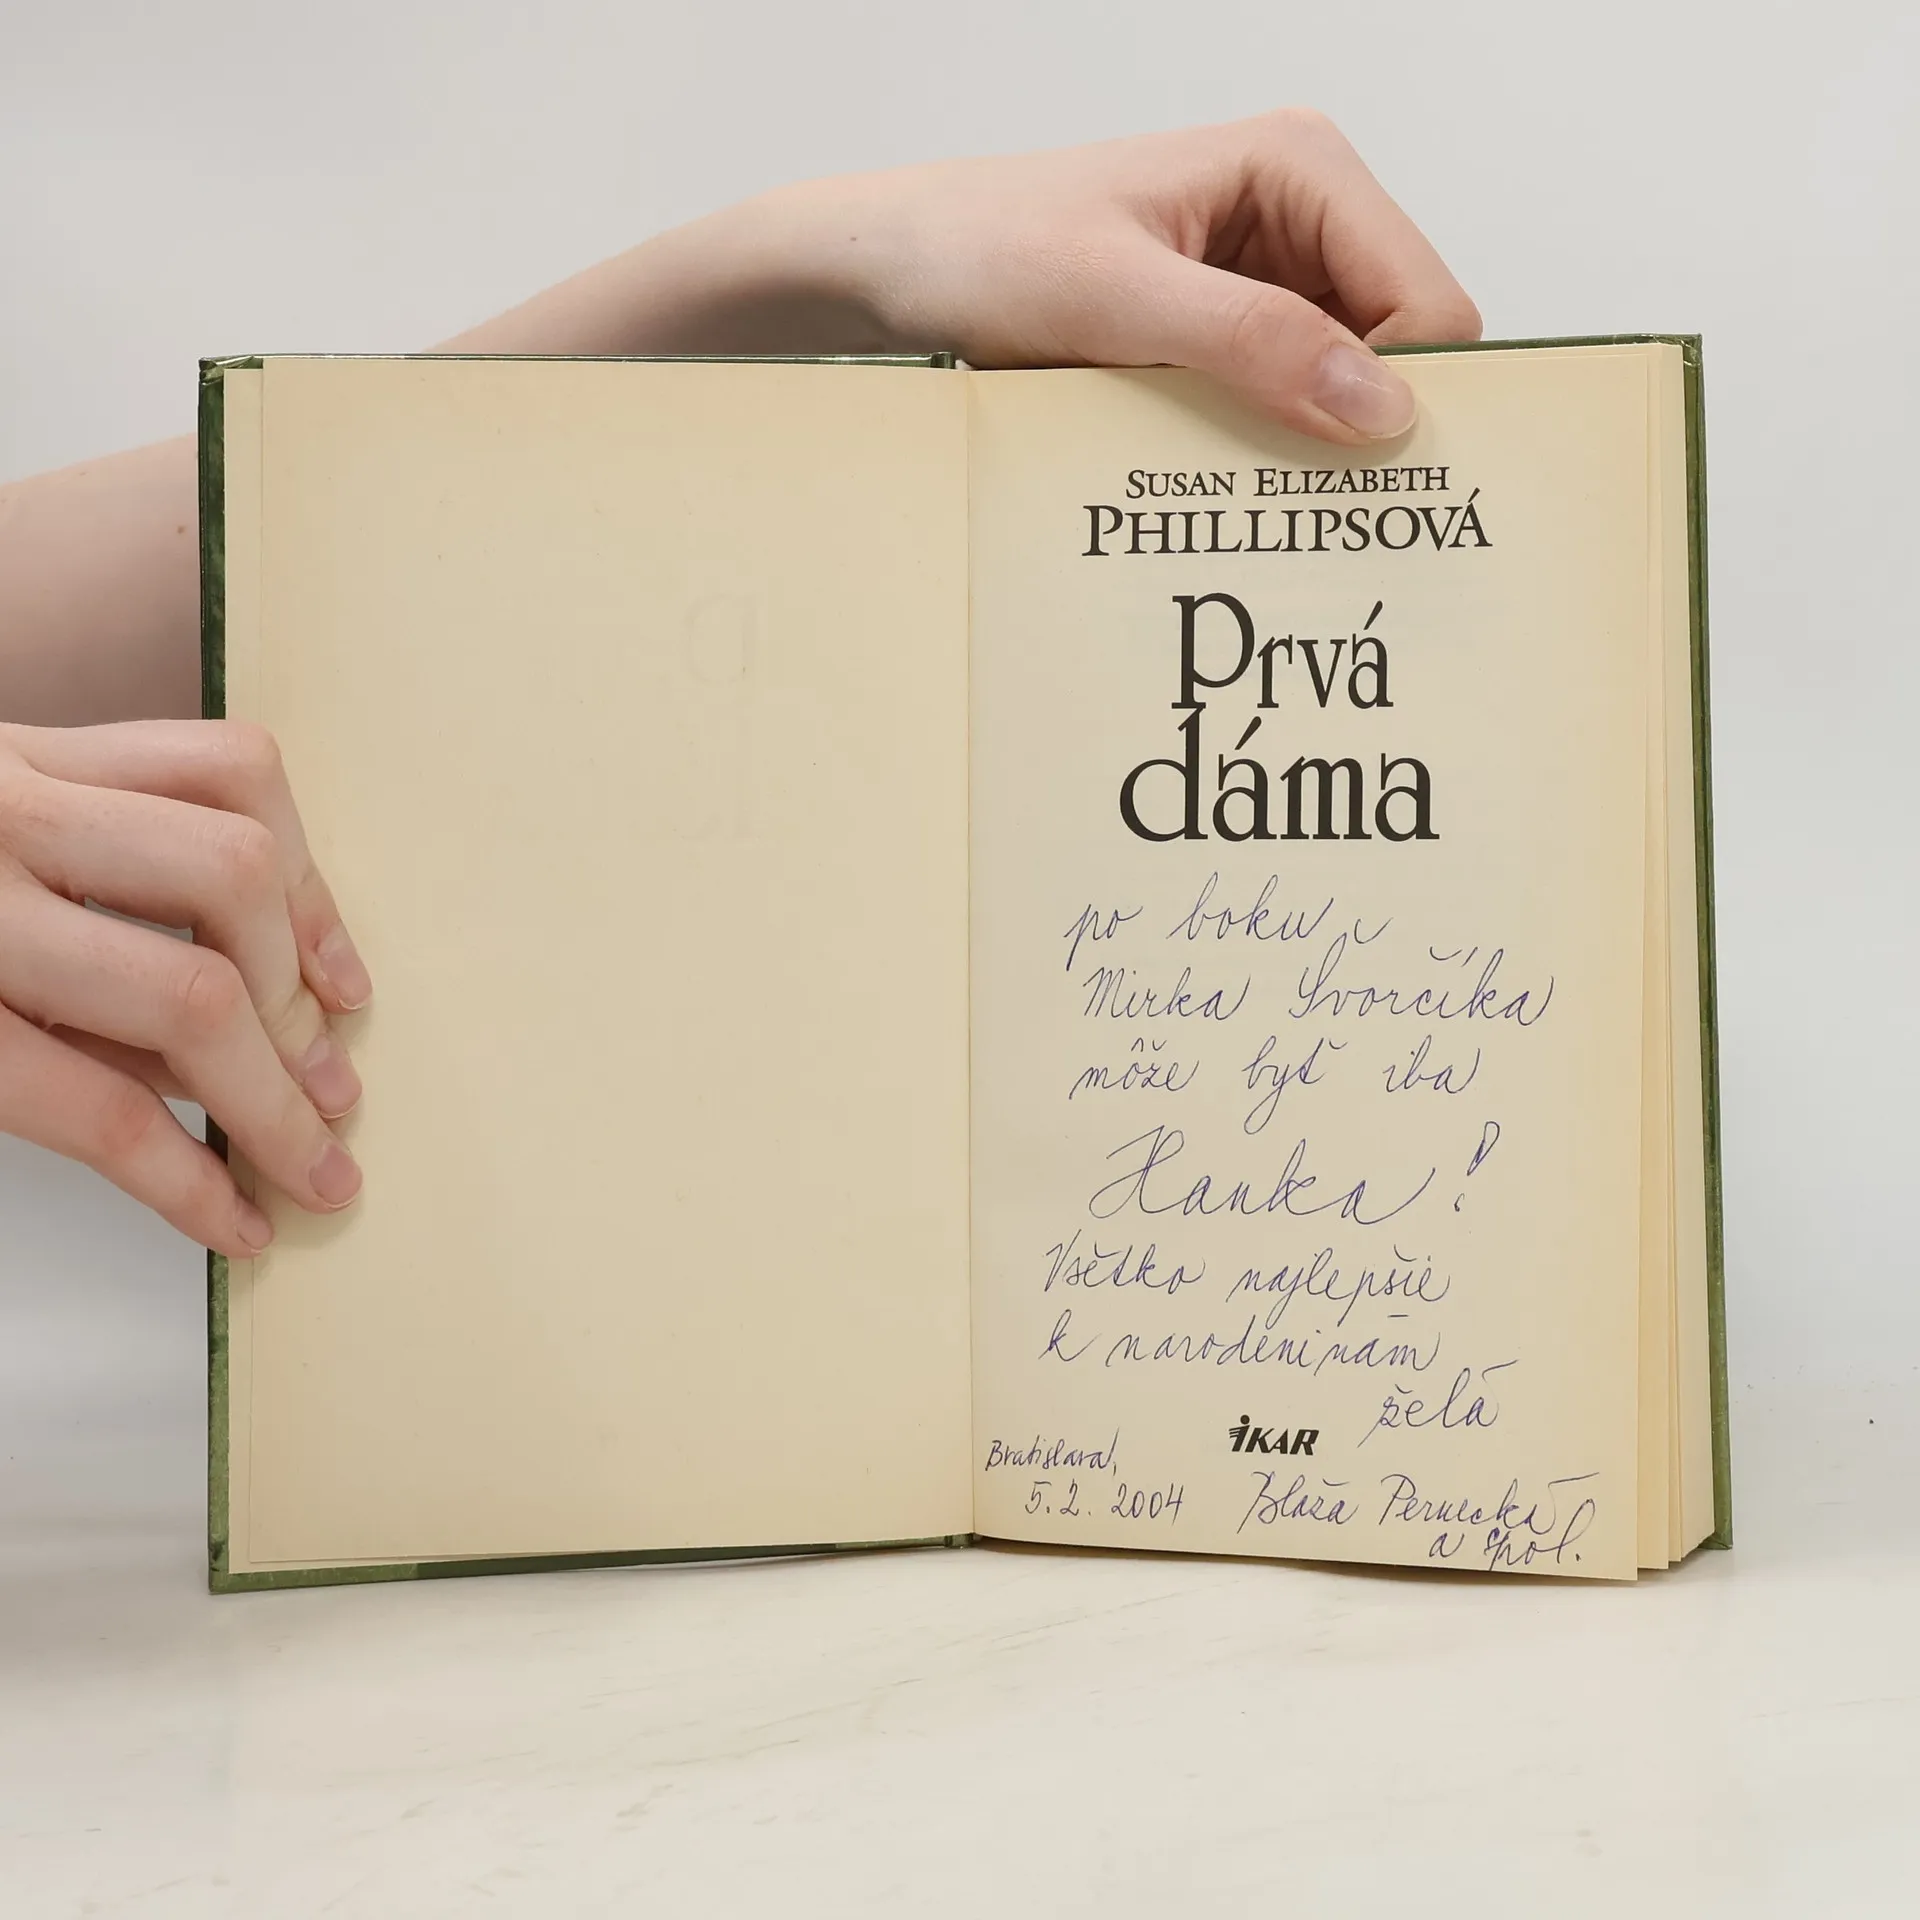 SUSAN ELIZABETH
PHILLIPSOVÁ
Prvá
dáma
po boku
Mirka Švorčíka
môže byť iba
Hanka!
Všetko najlepšie
k narodeninám
želá
Bratislava,
IKAR
5.2. 2004
Blaža Pernecká
a spol.